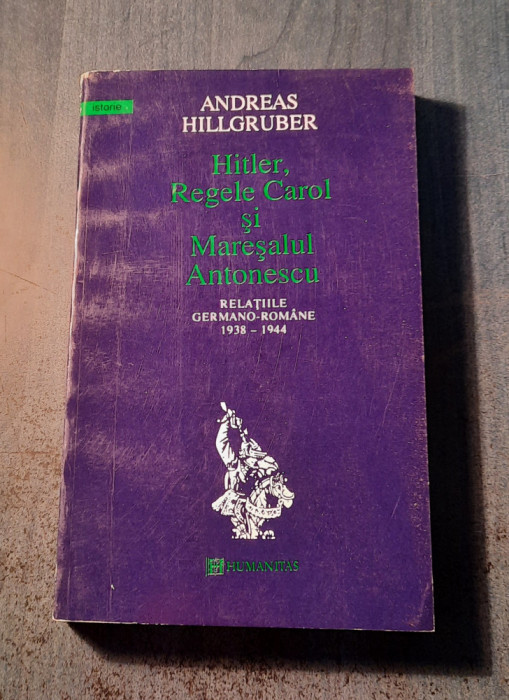 istorie
ANDREAS
HILLGRUBER
Hitler,
Regele Carol
şi
Mareşalul
Antonescu
RELAŢIILE
GERMANO-ROMÂNE
1938 – 1944
HUMANITAS